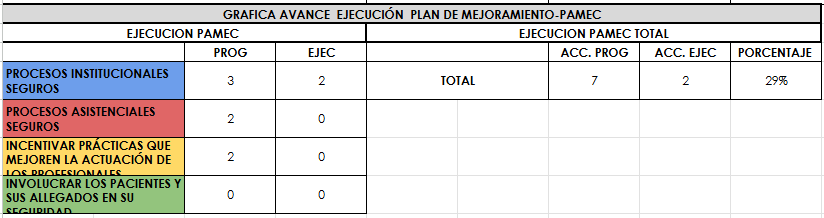 GRAFICA AVANCE EJECUCIÓN PLAN DE MEJORAMIENTO-PAMEC
EJECUCION PAMEC EJECUCION PAMEC TOTAL
PROG EJEC ACC. PROG ACC. EJEC PORCENTAJE
PROCESOS INSTITUCIONALES
SEGUROS
3 2 TOTAL 7 2 29%
PROCESOS ASISTENCIALES
SEGUROS
2 0
INCENTIVAR PRÁCTICAS QUE
MEJOREN LA ACTUACIÓN DE
LOS PROFESIONALES
2 0
INVOLUCRAR LOS PACIENTES Y
SUS ALLEGADOS EN SU
SEGURIDAD
0 0